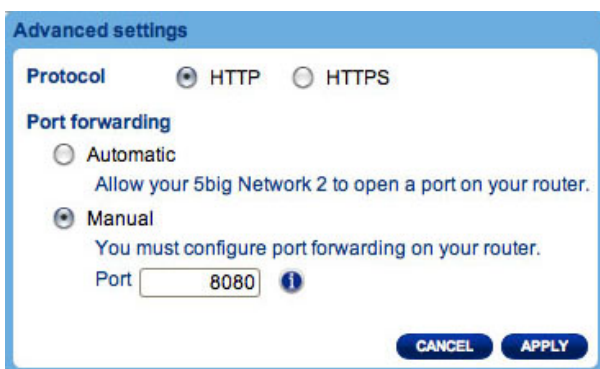 Advanced settings
Protocol HTTP HTTPS
Port forwarding
Automatic
Allow your 5big Network 2 to open a port on your router.
Manual
You must configure port forwarding on your router.
Port 8080 i
CANCEL APPLY